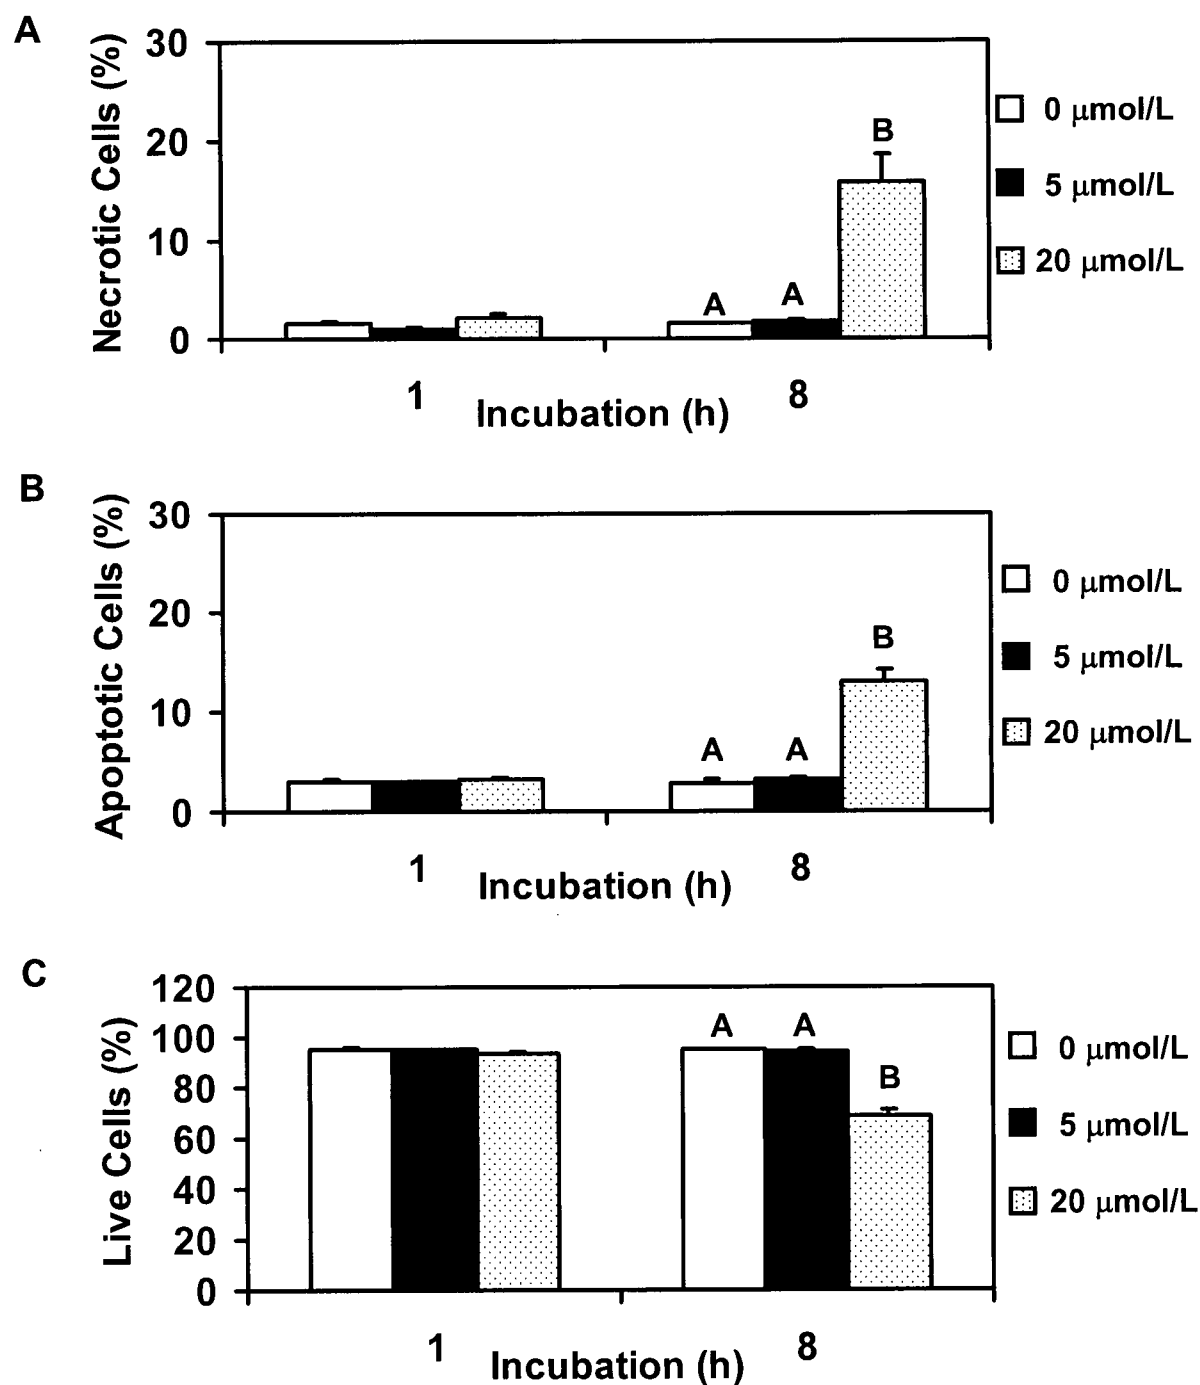 A
Necrotic Cells (%)
30
20
10
0
A
A
B
1
8
Incubation (h)
0 μmol/L
5 μmol/L
20 μmol/L
B
Apoptotic Cells (%)
30
20
10
0
A
A
B
1
8
Incubation (h)
0 μmol/L
5 μmol/L
20 μmol/L
C
Live Cells (%)
120
100
80
60
40
20
0
A
A
B
1
8
Incubation (h)
0 μmol/L
5 μmol/L
20 μmol/L